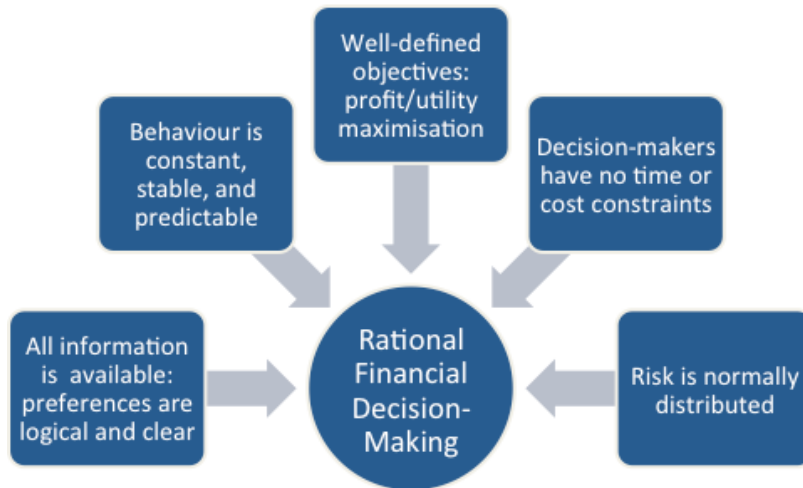 Well-defined
objectives:
profit/utility
maximisation
Behaviour is
constant,
stable, and
predictable
Decision-makers
have no time or
cost constraints
All information
is available:
preferences are
logical and clear
Rational
Financial
Decision-
Making
Risk is normally
distributed